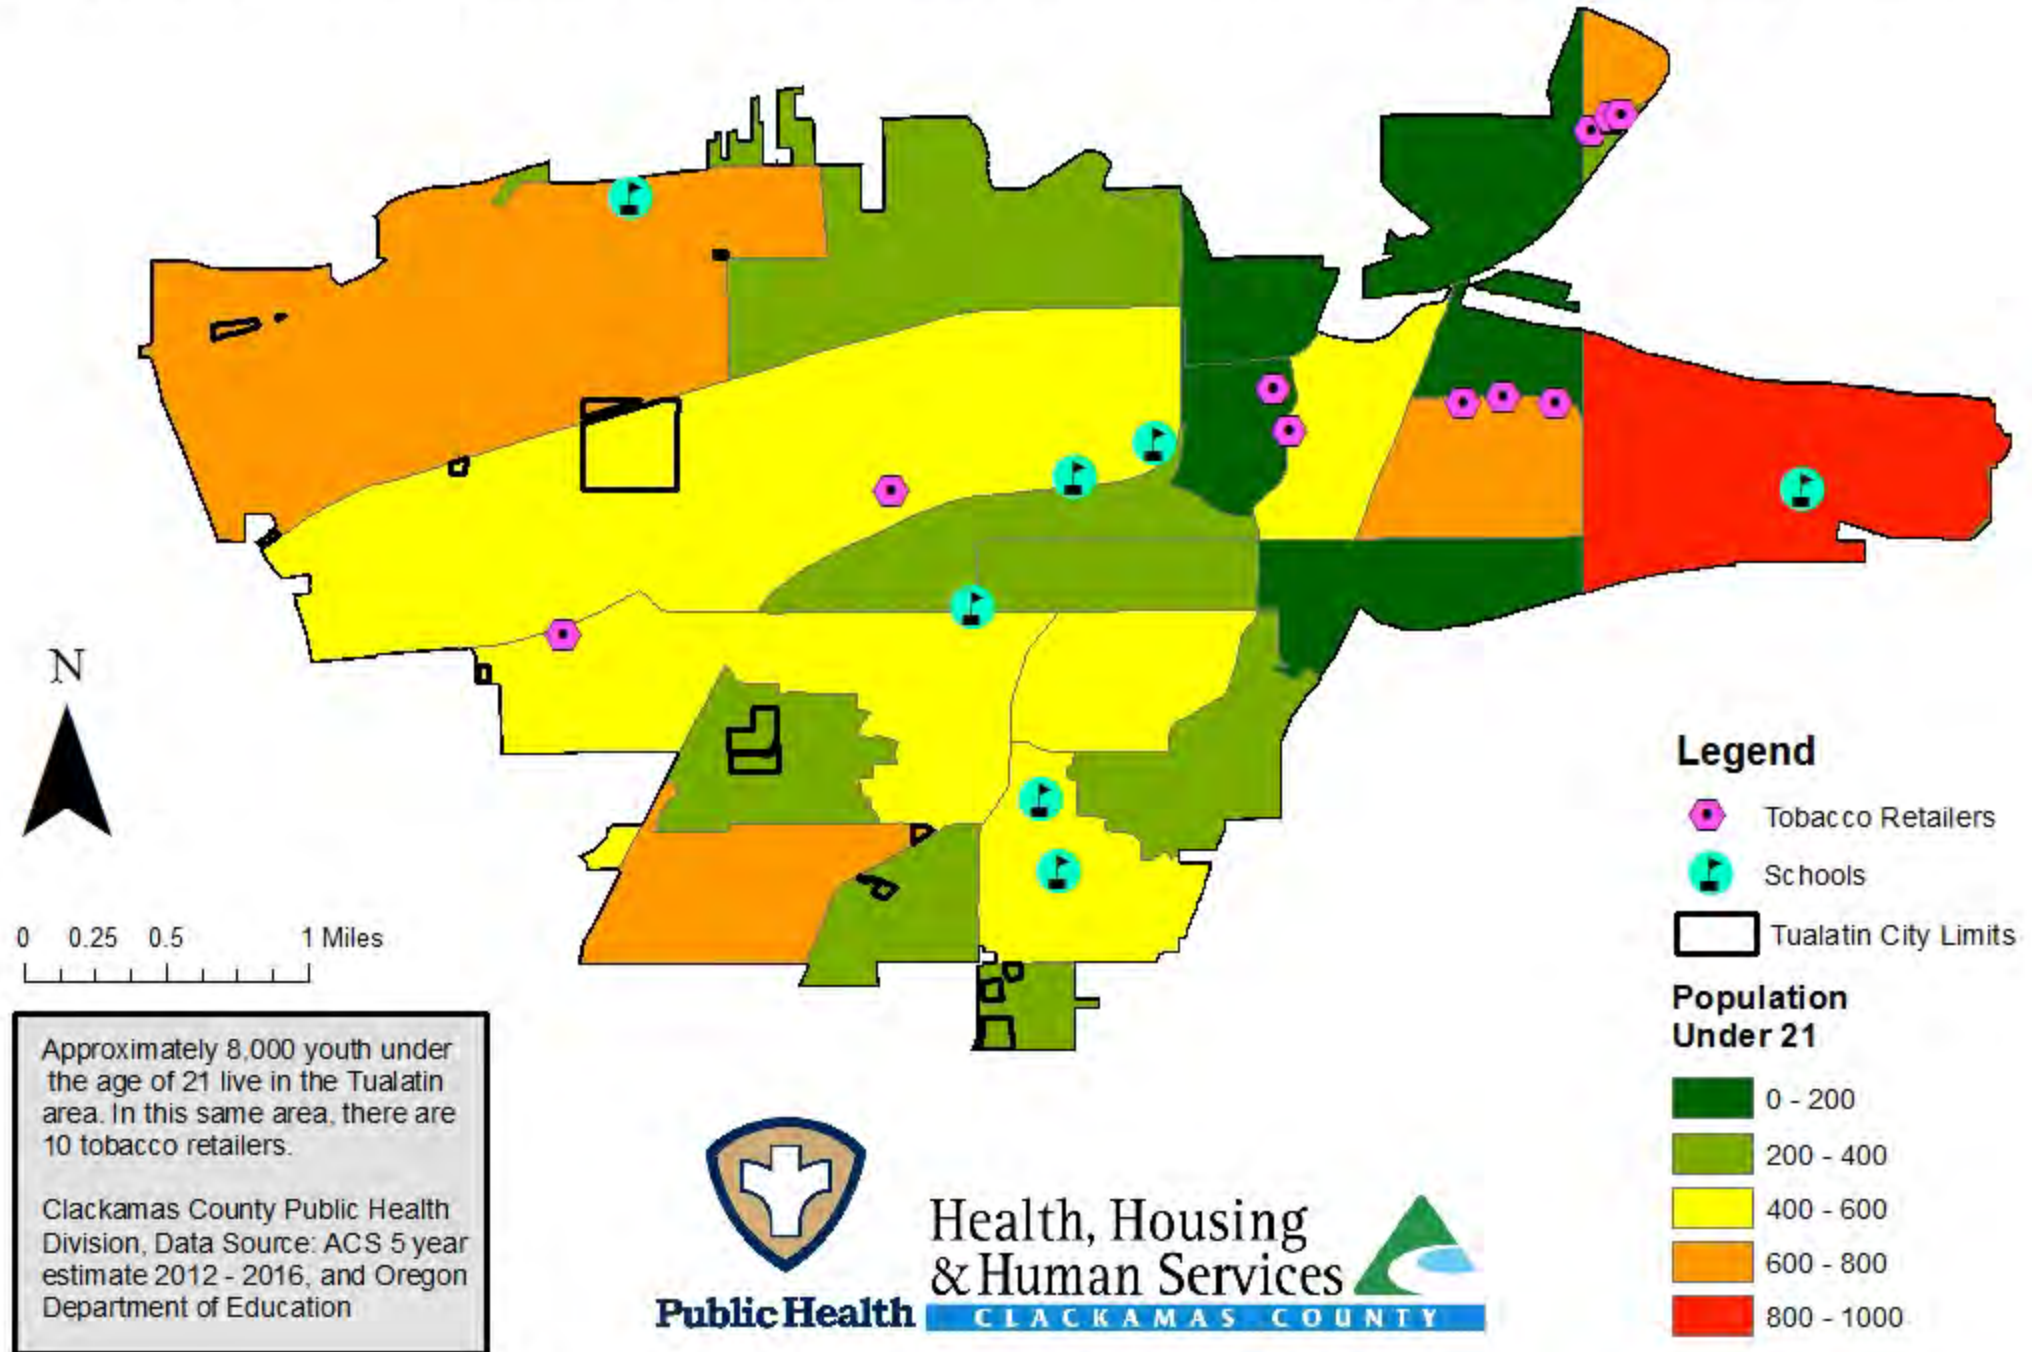 N
0 0.25 0.5 1 Miles
Approximately 8,000 youth under
the age of 21 live in the Tualatin
area. In this same area, there are
10 tobacco retailers.
Clackamas County Public Health
Division, Data Source: ACS 5 year
estimate 2012 - 2016, and Oregon
Department of Education
Public Health
Health, Housing
& Human Services
CLACKAMAS COUNTY
Legend
Tobacco Retailers
Schools
Tualatin City Limits
Population
Under 21
0 - 200
200 - 400
400 - 600
600 - 800
800 - 1000